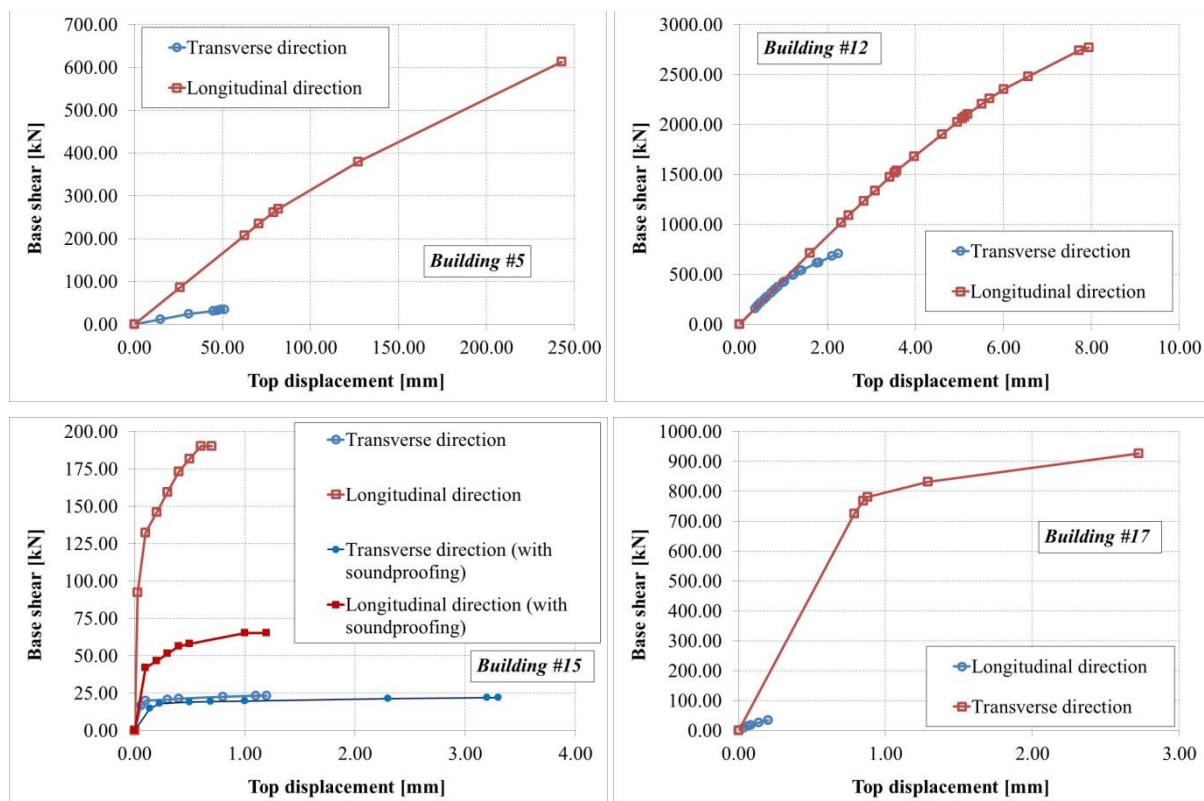 700.00
600.00
500.00
400.00
300.00
200.00
100.00
0.00
Base shear [kN]
Transverse direction
Longitudinal direction
Building #5
0.00 50.00 100.00 150.00 200.00 250.00
Top displacement [mm]
3000.00
2500.00
2000.00
1500.00
1000.00
500.00
0.00
Base shear [kN]
Building #12
Transverse direction
Longitudinal direction
0.00 2.00 4.00 6.00 8.00 10.00
Top displacement [mm]
200.00
175.00
150.00
125.00
100.00
75.00
50.00
25.00
0.00
Base shear [kN]
Transverse direction
Longitudinal direction
Transverse direction (with
soundproofing)
Longitudinal direction (with
soundproofing)
Building #15
0.00 1.00 2.00 3.00 4.00
Top displacement [mm]
1000.00
900.00
800.00
700.00
600.00
500.00
400.00
300.00
200.00
100.00
0.00
Base shear [kN]
Building #17
Longitudinal direction
Transverse direction
0.00 1.00 2.00 3.00
Top displacement [mm]